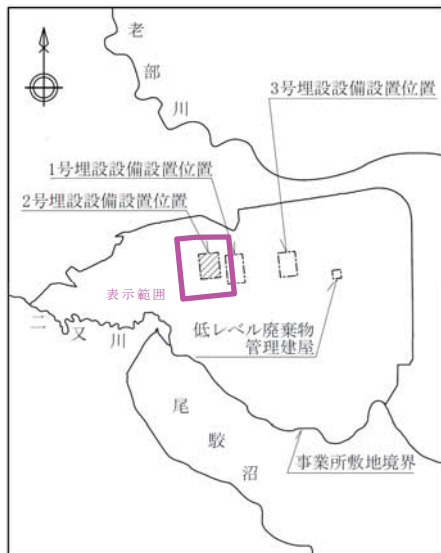 老部川
3号埋設設備設置位置
1号埋設設備設置位置
2号埋設設備設置位置
表示範囲
二又川
低レベル廃棄物
管理建屋
尾駮沼
事業所敷地境界